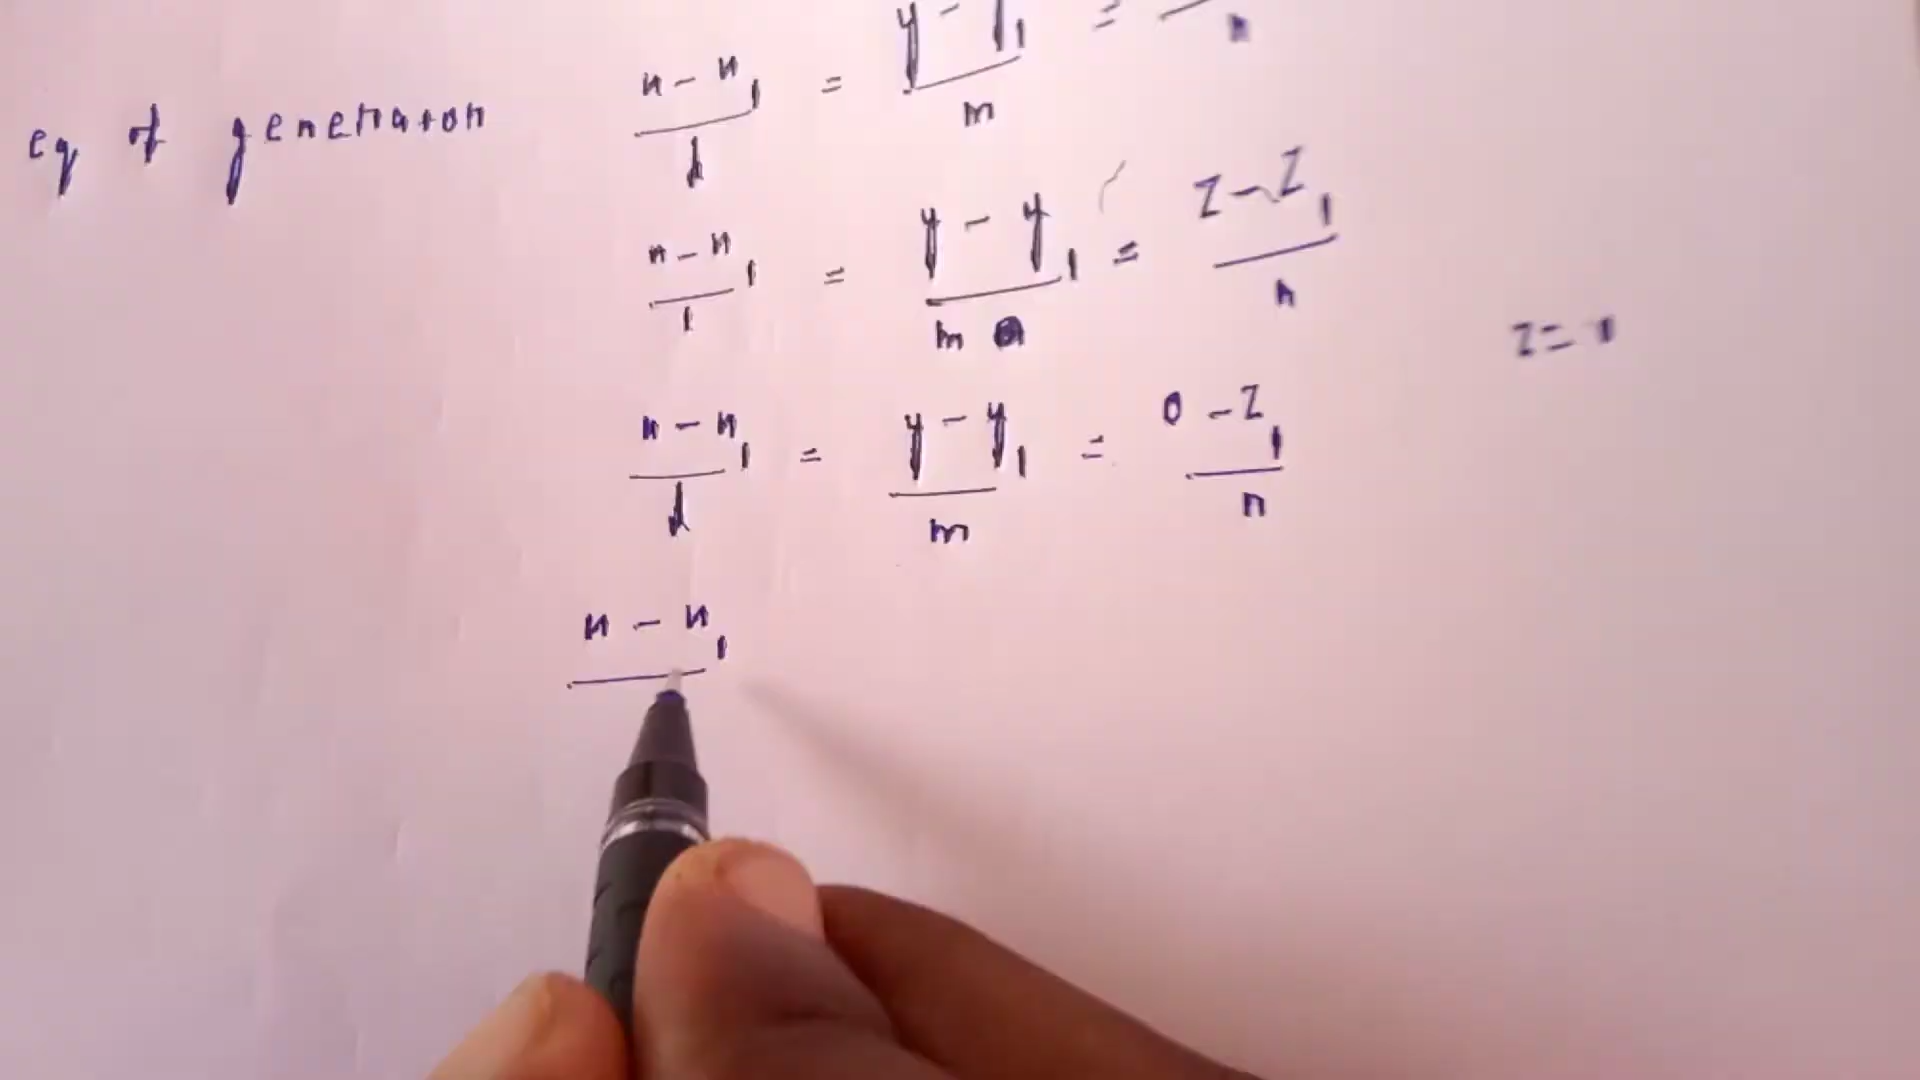 eq of generator x - x₁ / l = y - y₁ / m = / n
x - x₁ / l = y - y₁ / m = z - z₁ / n
z = 0
x - x₁ / l = y - y₁ / m = 0 - z₁ / n
x - x₁